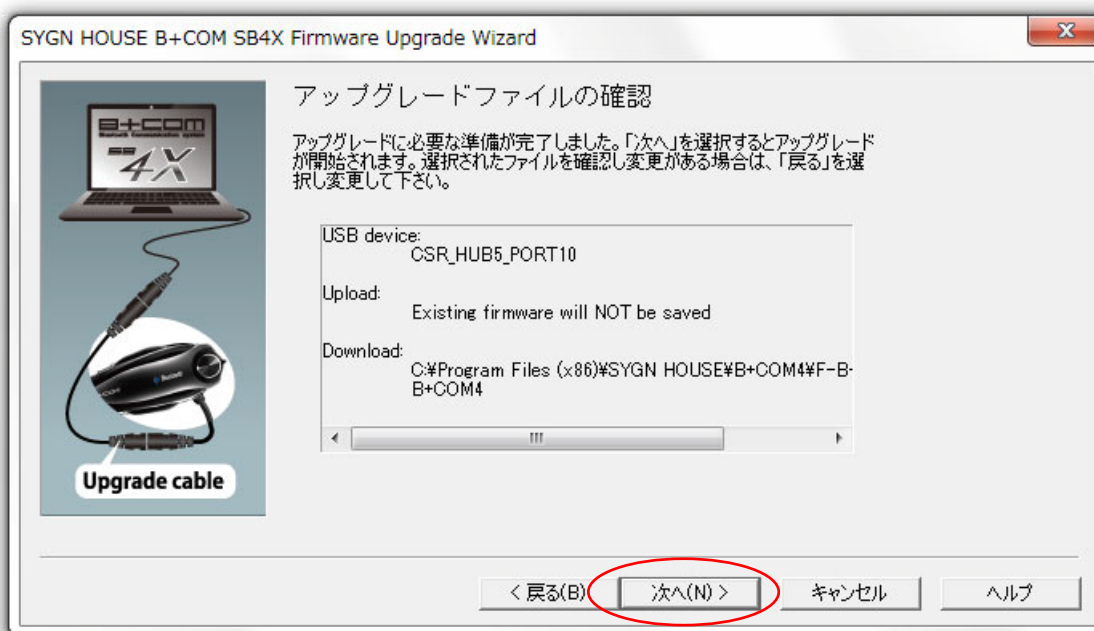 SYGN HOUSE B+COM SB4X Firmware Upgrade Wizard
x
B+COM
Bluetooth Communication system
SB
4X
Upgrade cable
アップグレードファイルの確認
アップグレードに必要な準備が完了しました。「次へ」を選択するとアップグレード
が開始されます。選択されたファイルを確認し変更がある場合は、「戻る」を選
択し変更して下さい。
USB device:
CSR_HUB5_PORT10
Upload:
Existing firmware will NOT be saved
Download:
C:¥Program Files (x86)¥SYGN HOUSE¥B+COM4¥F-B-
B+COM4
< 戻る(B)
次へ(N) >
キャンセル
ヘルプ